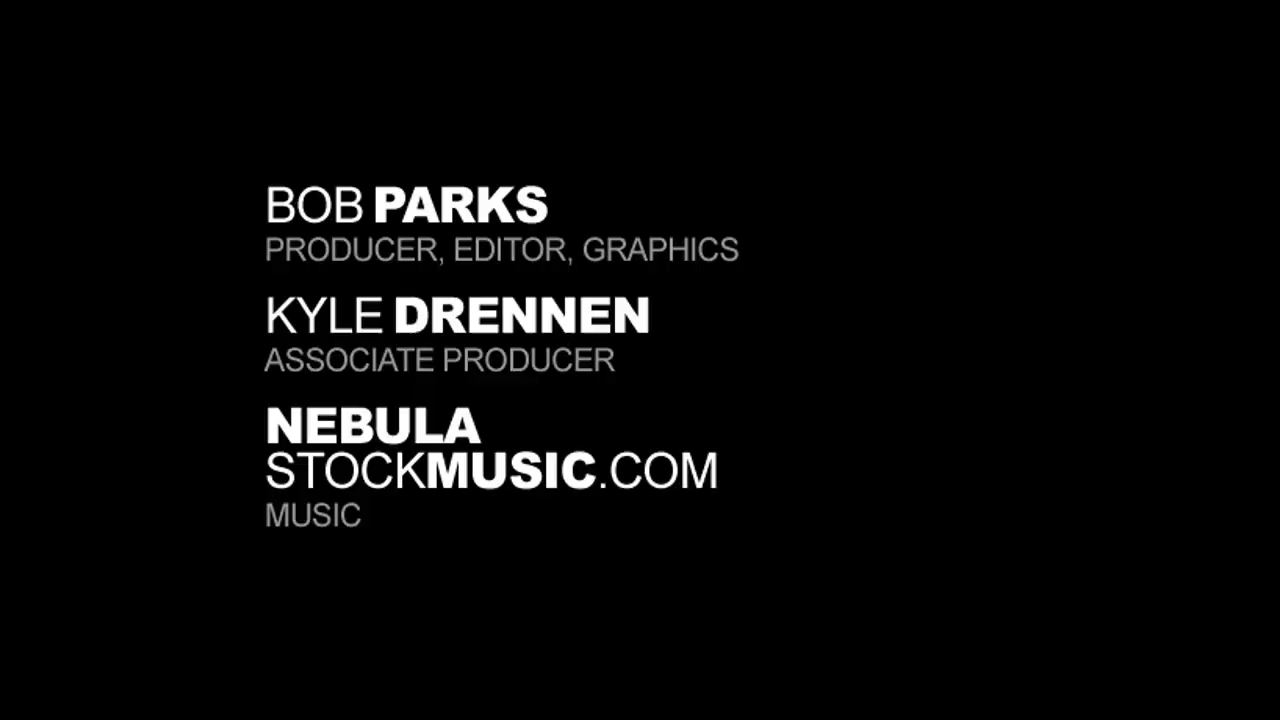 BOB PARKS
PRODUCER, EDITOR, GRAPHICS
KYLE DRENNEN
ASSOCIATE PRODUCER
NEBULA
STOCKMUSIC.COM
MUSIC